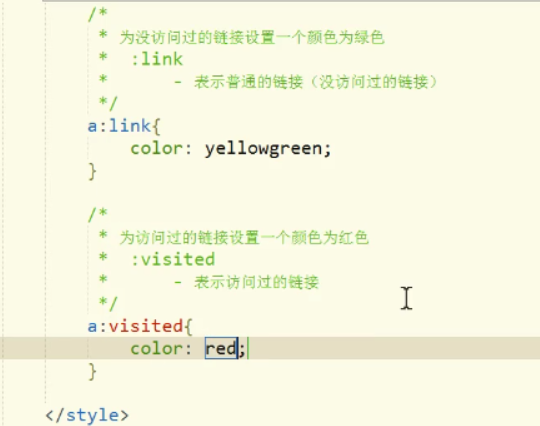 /*
* 为没访问过的链接设置一个颜色为绿色
* :link
* - 表示普通的链接（没访问过的链接）
*/
a:link{
color: yellowgreen;
}
/*
* 为访问过的链接设置一个颜色为红色
* :visited
* - 表示访问过的链接
*/
a:visited{
color: red;
}
</style>